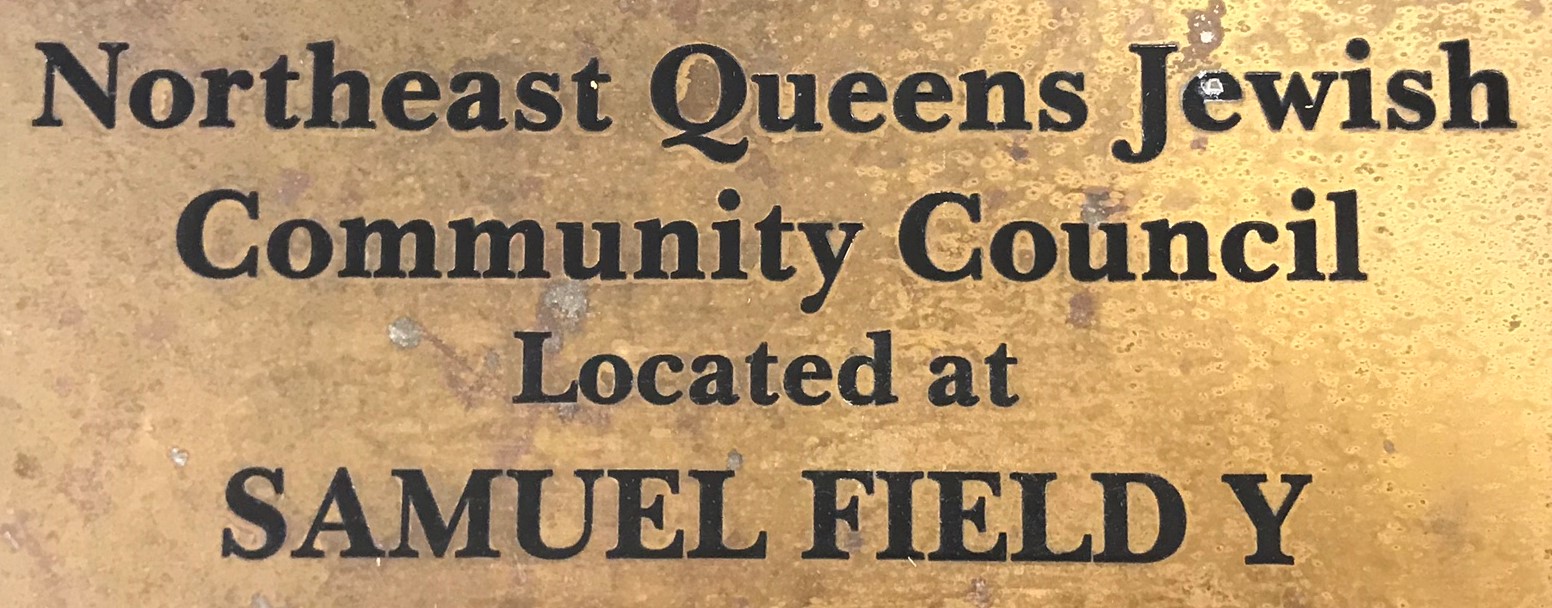 Northeast Queens Jewish
Community Council
Located at
SAMUEL FIELD Y